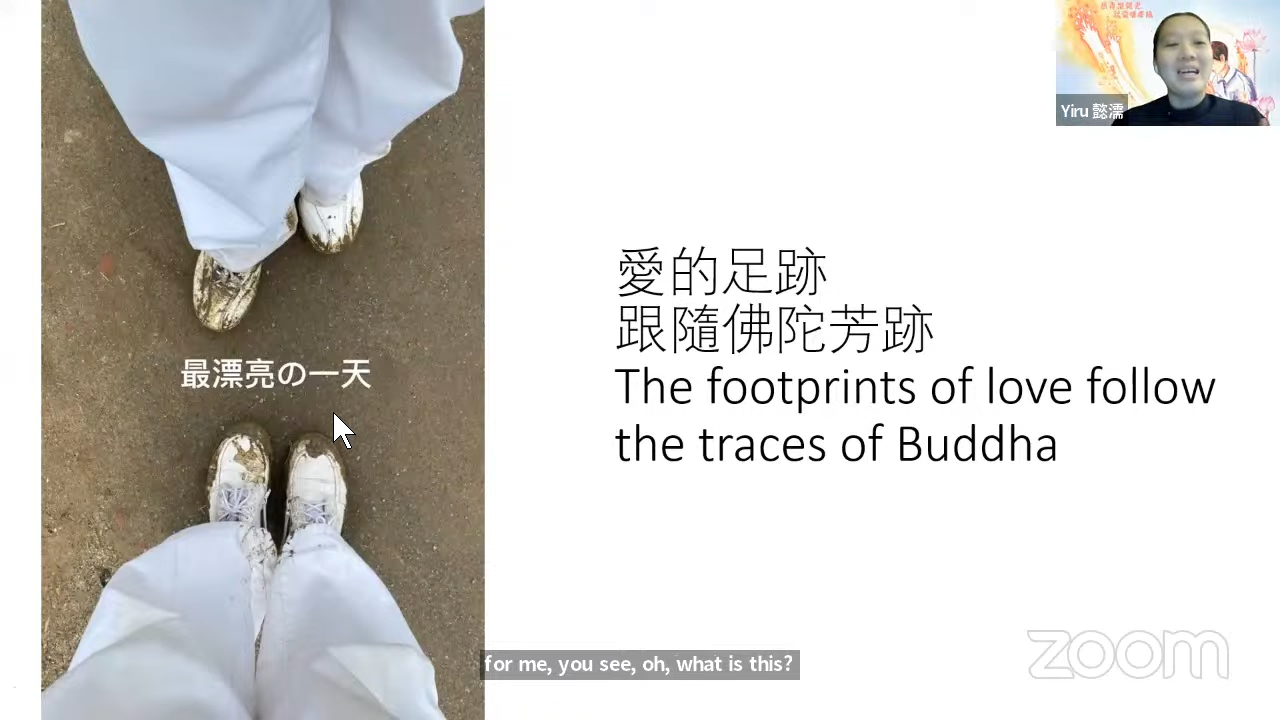 最漂亮の一天
愛的足跡
跟隨佛陀芳跡
The footprints of love follow
the traces of Buddha
Yiru 懿濡
for me, you see, oh, what is this?
zoom